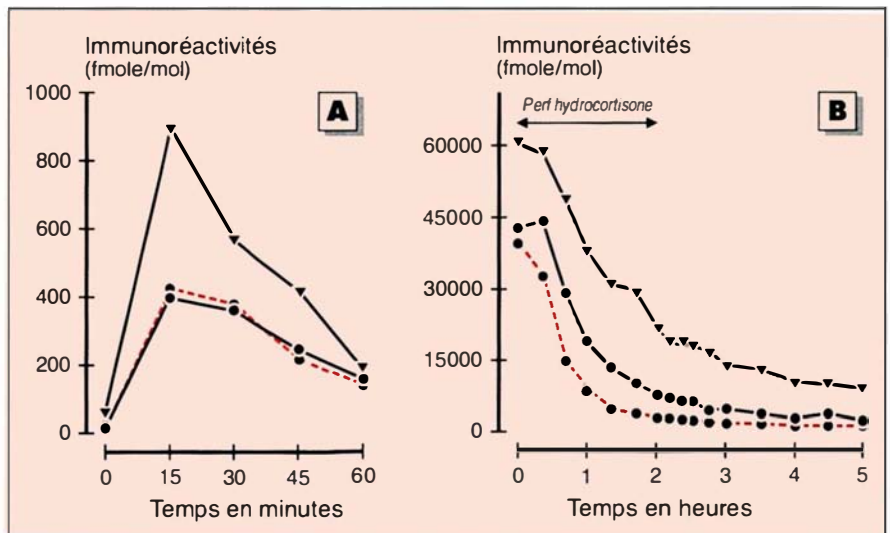 Immunoréactivités
(fmole/mol)
A
1000
800
600
400
200
0
0 15 30 45 60
Temps en minutes
Immunoréactivités
(fmole/mol)
Perf hydrocortisone
B
60000
45000
30000
15000
0
0 1 2 3 4 5
Temps en heures